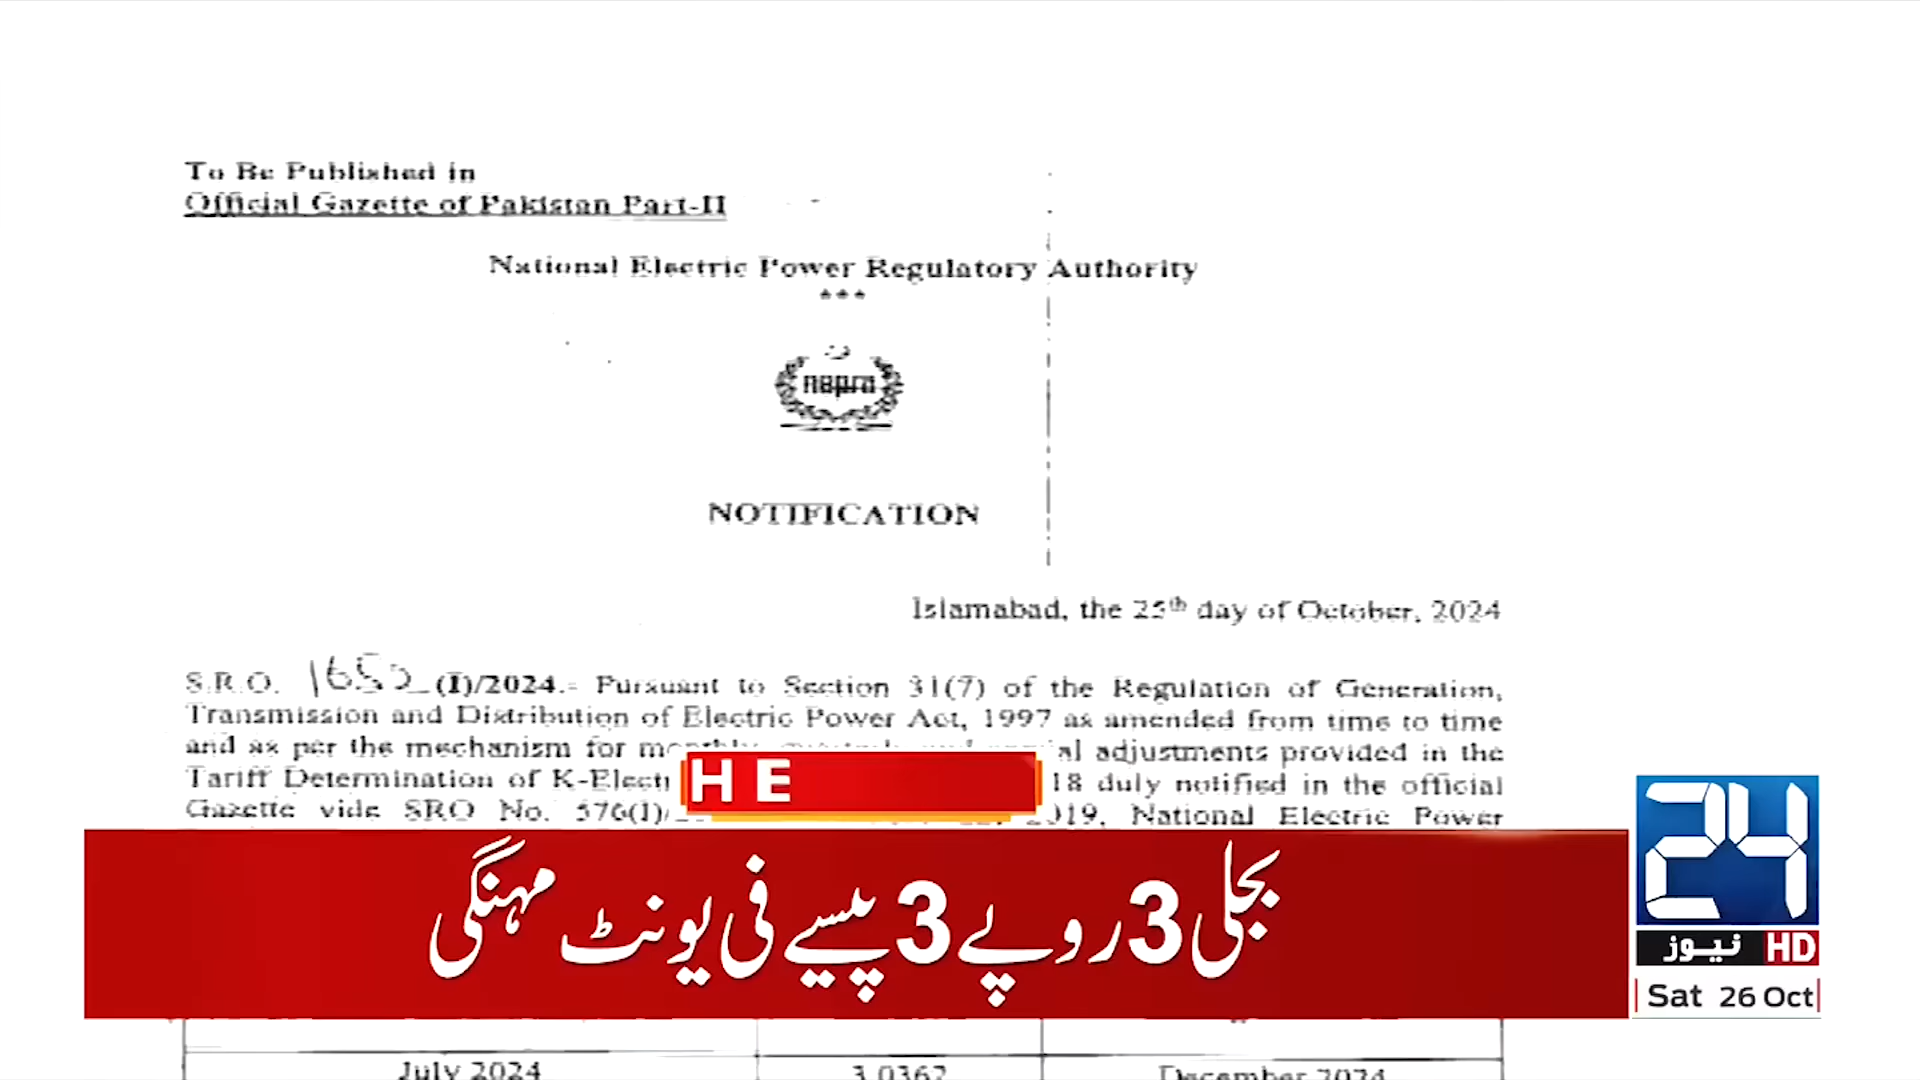 To Be Published in
Official Gazette of Pakistan Part-II
National Electric Power Regulatory Authority
***
nepra
NOTIFICATION
Islamabad, the 25th day of October, 2024
S.R.O. 1652 (I)/2024.- Pursuant to Section 31(7) of the Regulation of Generation,
Transmission and Distribution of Electric Power Act, 1997 as amended from time to time
and as per the mechanism for adjustments provided in the
Tariff Determination of K-Electr 18 duly notified in the official
Gazette vide SRO No. 576(I)/ 2019, National Electric Power
HE
بجلی 3 روپے 3 پیسے فی یونٹ مہنگی
24
نیوز HD
Sat 26 Oct
July 2024 3.0367 December 2024